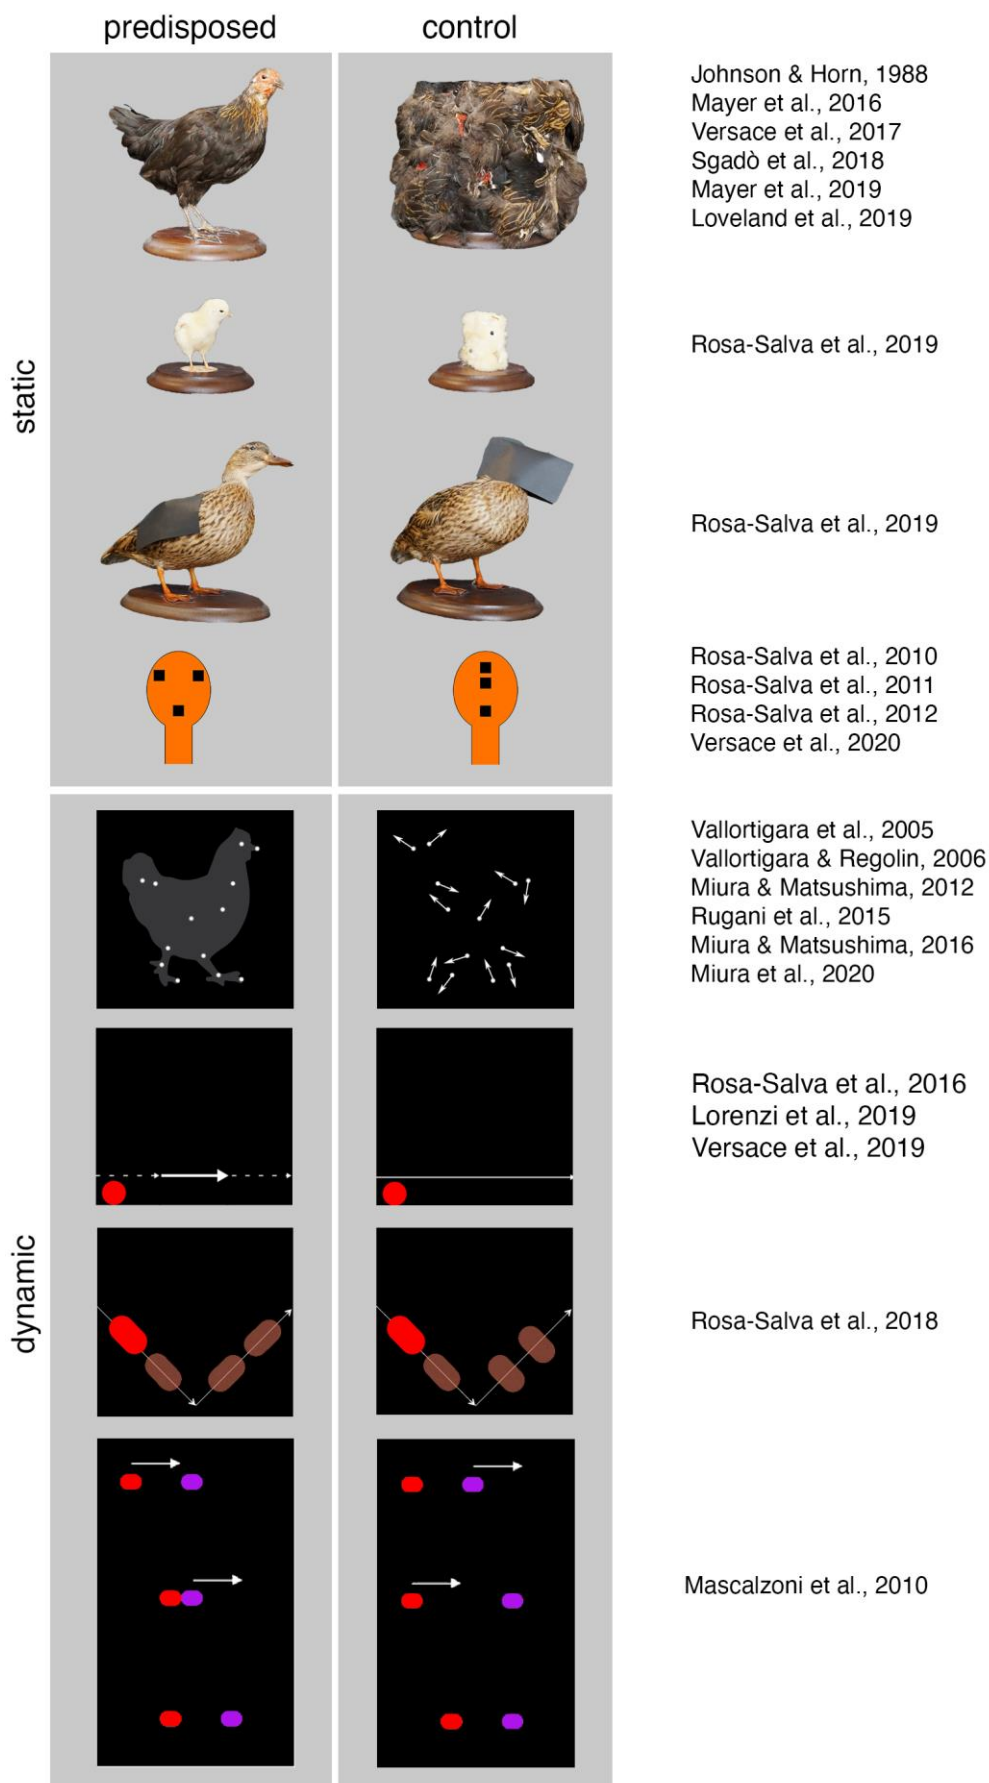 predisposed
control
static
Johnson & Horn, 1988
Mayer et al., 2016
Versace et al., 2017
Sgadò et al., 2018
Mayer et al., 2019
Loveland et al., 2019
Rosa-Salva et al., 2019
Rosa-Salva et al., 2019
Rosa-Salva et al., 2010
Rosa-Salva et al., 2011
Rosa-Salva et al., 2012
Versace et al., 2020
dynamic
Vallortigara et al., 2005
Vallortigara & Regolin, 2006
Miura & Matsushima, 2012
Rugani et al., 2015
Miura & Matsushima, 2016
Miura et al., 2020
Rosa-Salva et al., 2016
Lorenzi et al., 2019
Versace et al., 2019
Rosa-Salva et al., 2018
Mascalzoni et al., 2010